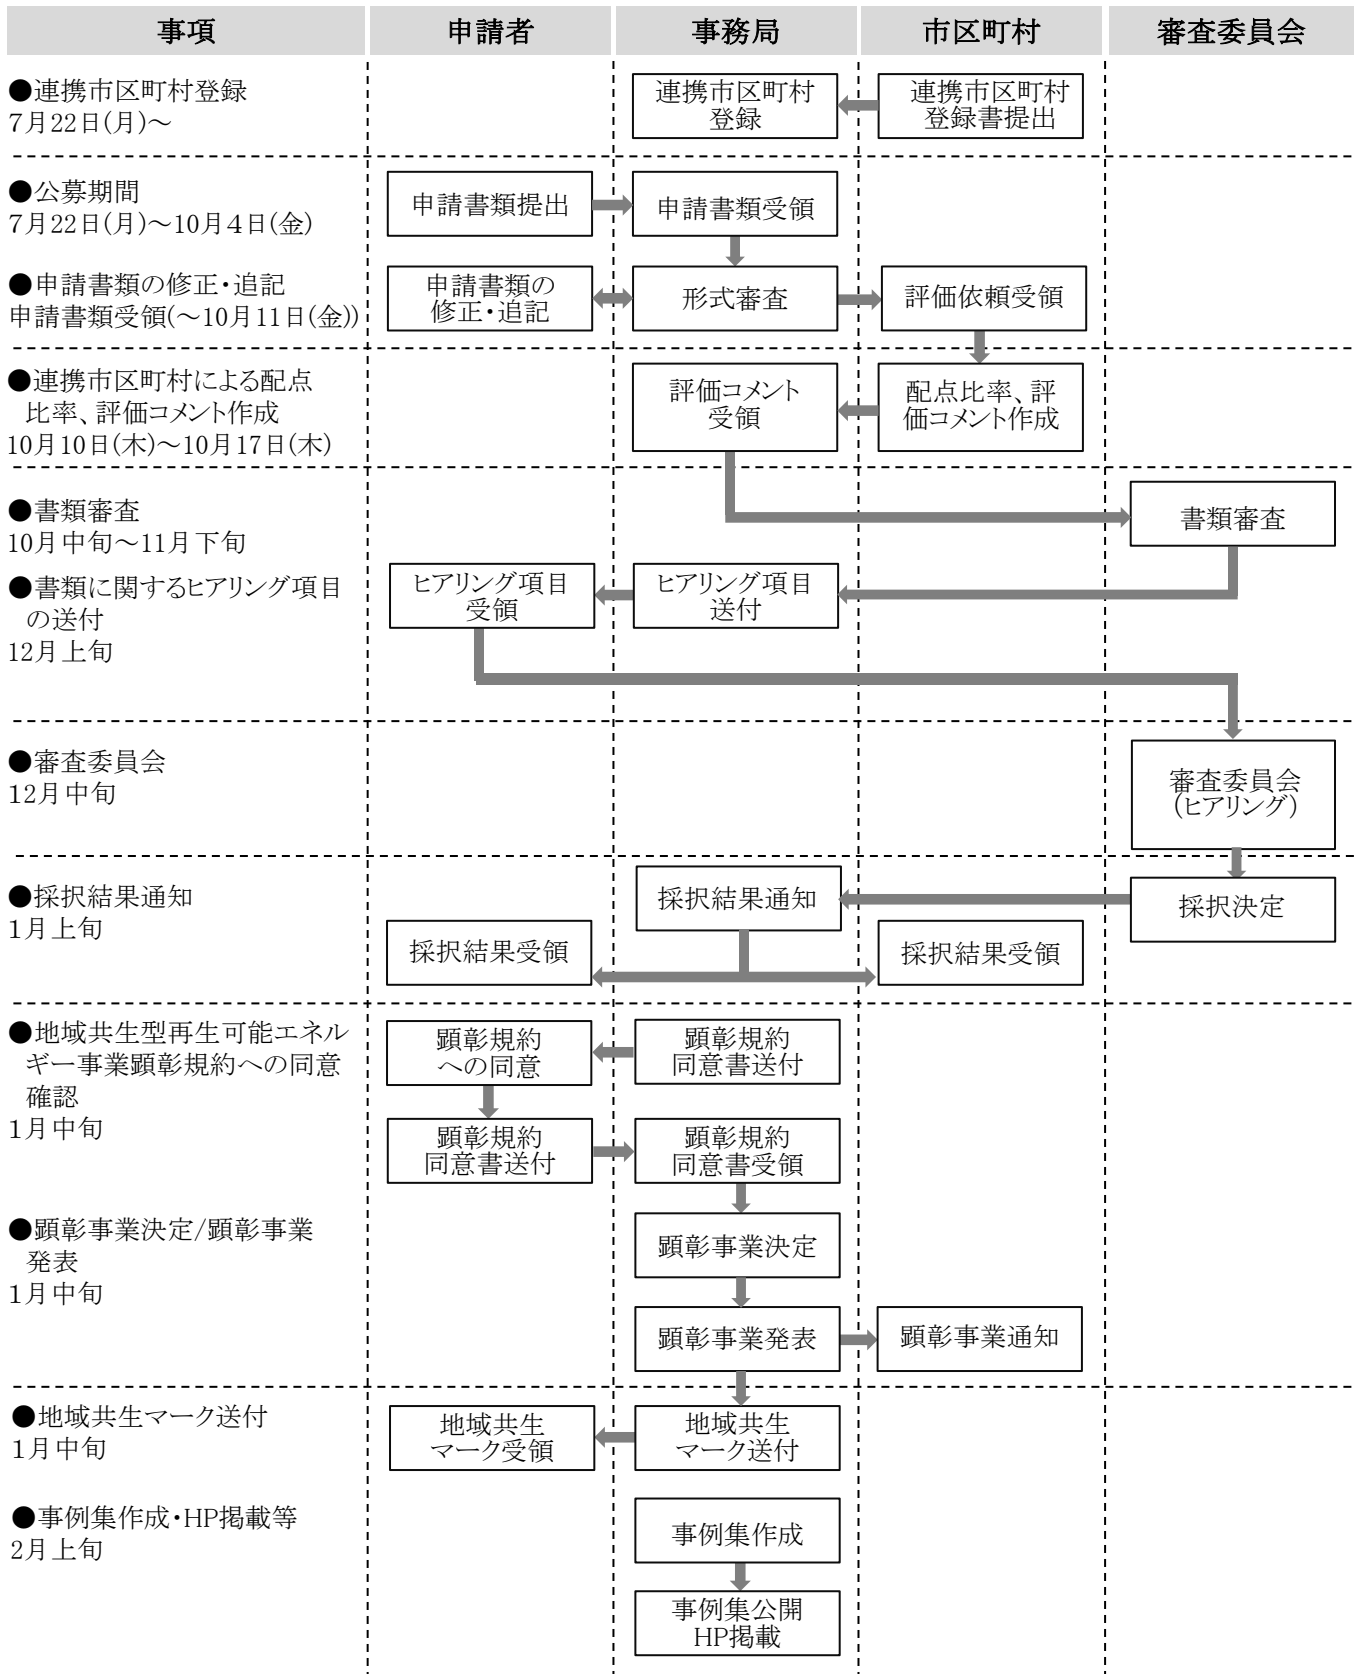 事項
申請者
事務局
市区町村
審査委員会
●連携市区町村登録
7月22日(月)～
連携市区町村
登録
連携市区町村
登録書提出
●公募期間
7月22日(月)～10月4日(金)
申請書類提出
申請書類受領
●申請書類の修正・追記
申請書類受領(～10月11日(金))
申請書類の
修正・追記
形式審査
評価依頼受領
●連携市区町村による配点
比率、評価コメント作成
10月10日(木)～10月17日(木)
評価コメント
受領
配点比率、評
価コメント作成
●書類審査
10月中旬～11月下旬
書類審査
●書類に関するヒアリング項目
の送付
12月上旬
ヒアリング項目
受領
ヒアリング項目
送付
●審査委員会
12月中旬
審査委員会
(ヒアリング)
●採択結果通知
1月上旬
採択結果通知
採択決定
採択結果受領
採択結果受領
●地域共生型再生可能エネル
ギー事業顕彰規約への同意
確認
1月中旬
顕彰規約
への同意
顕彰規約
同意書送付
顕彰規約
同意書送付
顕彰規約
同意書受領
●顕彰事業決定/顕彰事業
発表
1月中旬
顕彰事業決定
顕彰事業発表
顕彰事業通知
●地域共生マーク送付
1月中旬
地域共生
マーク受領
地域共生
マーク送付
●事例集作成・HP掲載等
2月上旬
事例集作成
事例集公開
HP掲載